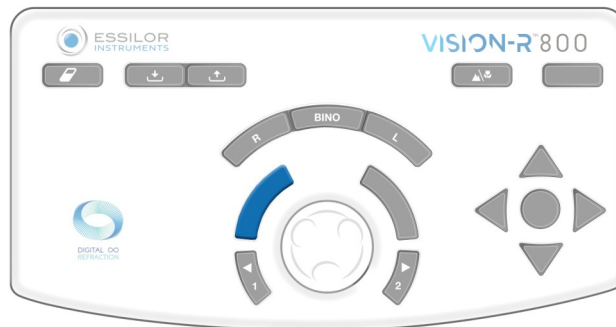 ESSILOR
INSTRUMENTS
VISION-R™800
R
BINO
L
DIGITAL ∞
REFRACTION
1
2